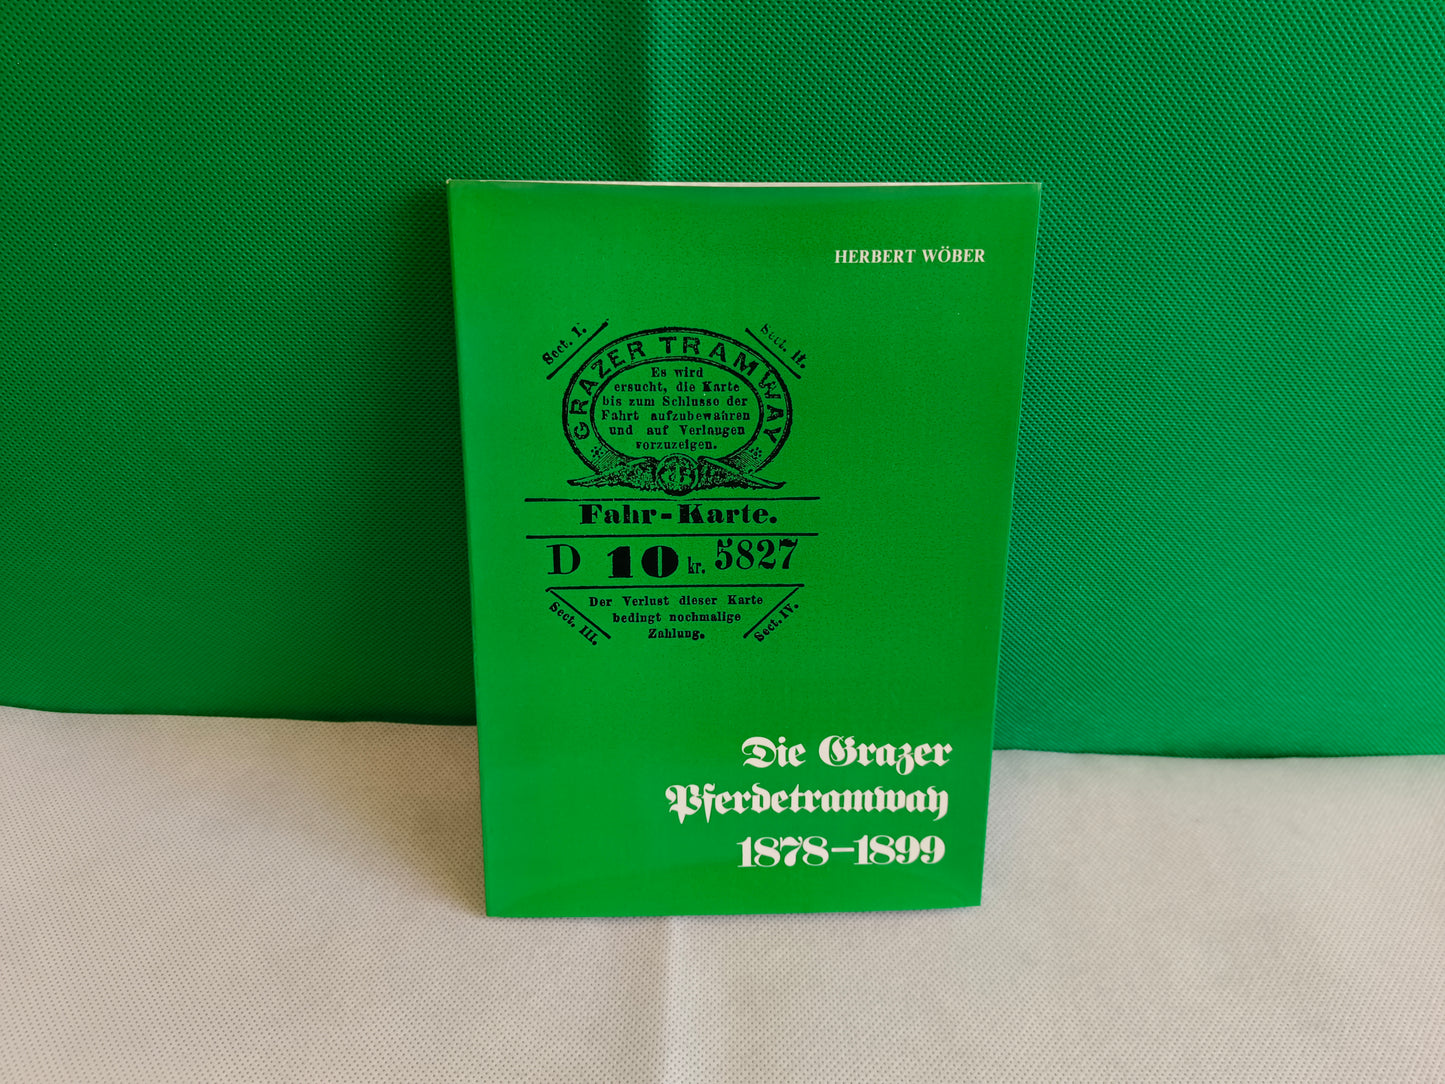 HERBERT WÖBER
Sect. I.
Sect. II.
GRAZER TRAMWAY
Es wird
ersucht, die Karte
bis zum Schlusse der
Fahrt aufzubewahren
und auf Verlangen
vorzuzeigen.
Fahr-Karte.
D 10 kr. 5827
Der Verlust dieser Karte
bedingt nochmalige
Zahlung.
Sect. III.
Sect. IV.
Die Grazer
Pferdetramway
1878–1899